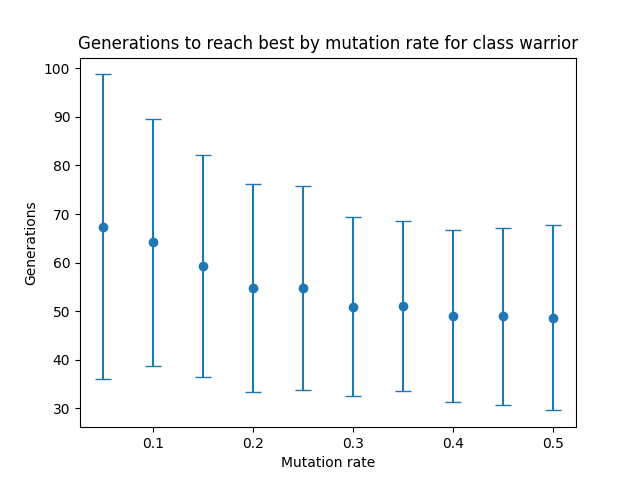 Generations to reach best by mutation rate for class warrior
100
90
80
70
60
50
40
30
Generations
0.1 0.2 0.3 0.4 0.5
Mutation rate